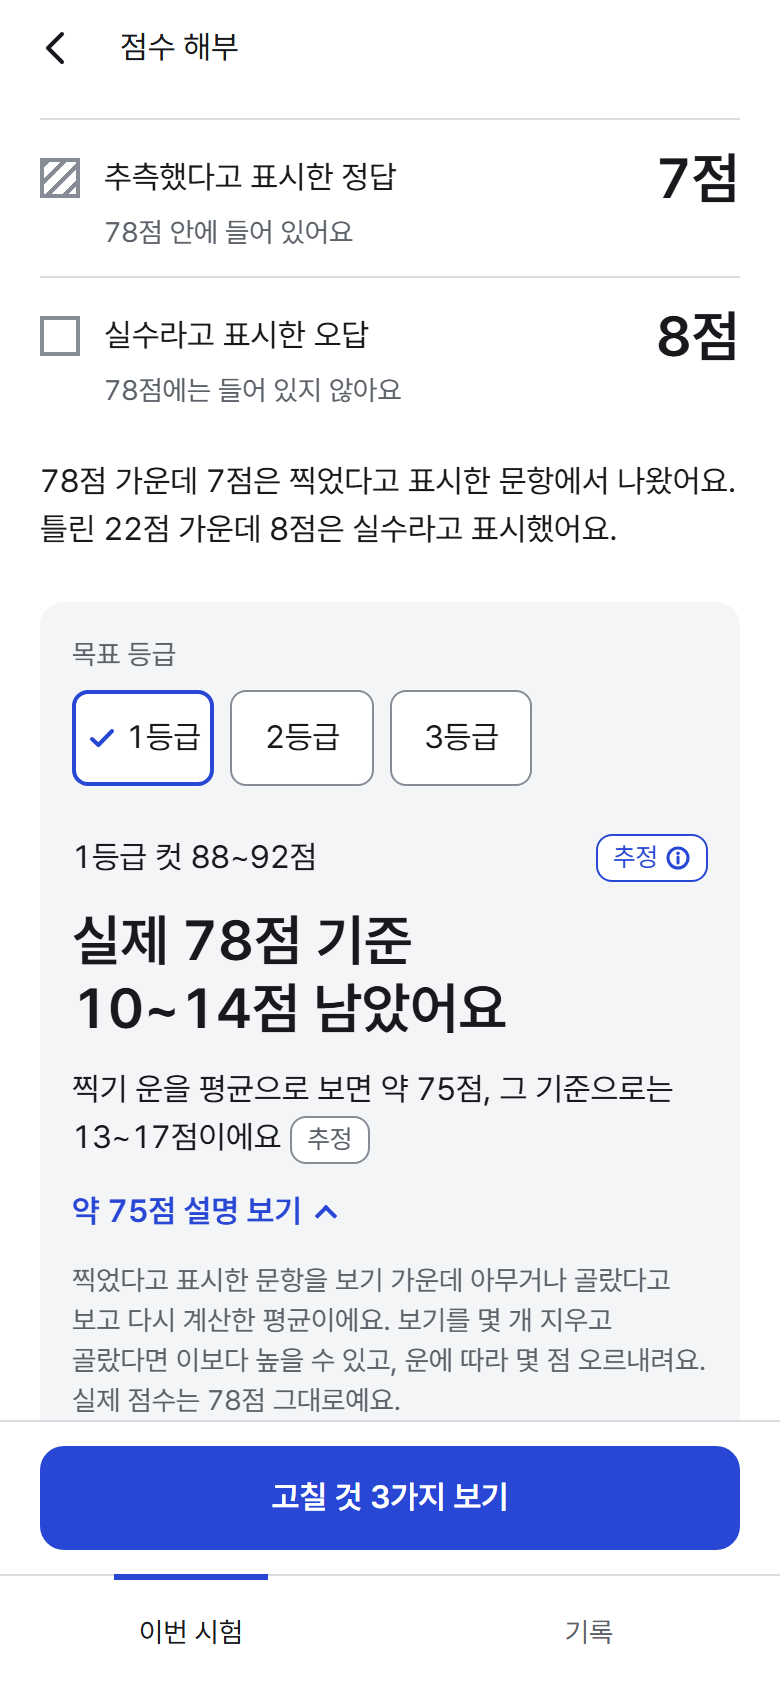 점수 해부
추측했다고 표시한 정답
7점
78점 안에 들어 있어요
실수라고 표시한 오답
8점
78점에는 들어 있지 않아요
78점 가운데 7점은 찍었다고 표시한 문항에서 나왔어요.
틀린 22점 가운데 8점은 실수라고 표시했어요.
목표 등급
1등급
2등급
3등급
1등급 컷 88~92점
추정
실제 78점 기준
10~14점 남았어요
찍기 운을 평균으로 보면 약 75점, 그 기준으로는
13~17점이에요 추정
약 75점 설명 보기
찍었다고 표시한 문항을 보기 가운데 아무거나 골랐다고
보고 다시 계산한 평균이에요. 보기를 몇 개 지우고
골랐다면 이보다 높을 수 있고, 운에 따라 몇 점 오르내려요.
실제 점수는 78점 그대로예요.
고칠 것 3가지 보기
이번 시험
기록